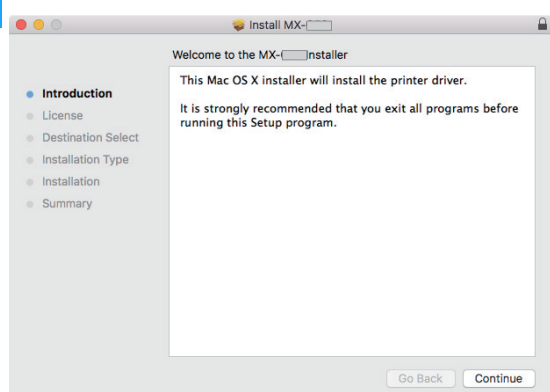 Install MX-
Welcome to the MX- nstaller
Introduction
License
Destination Select
Installation Type
Installation
Summary
This Mac OS X installer will install the printer driver.
It is strongly recommended that you exit all programs before
running this Setup program.
Go Back
Continue